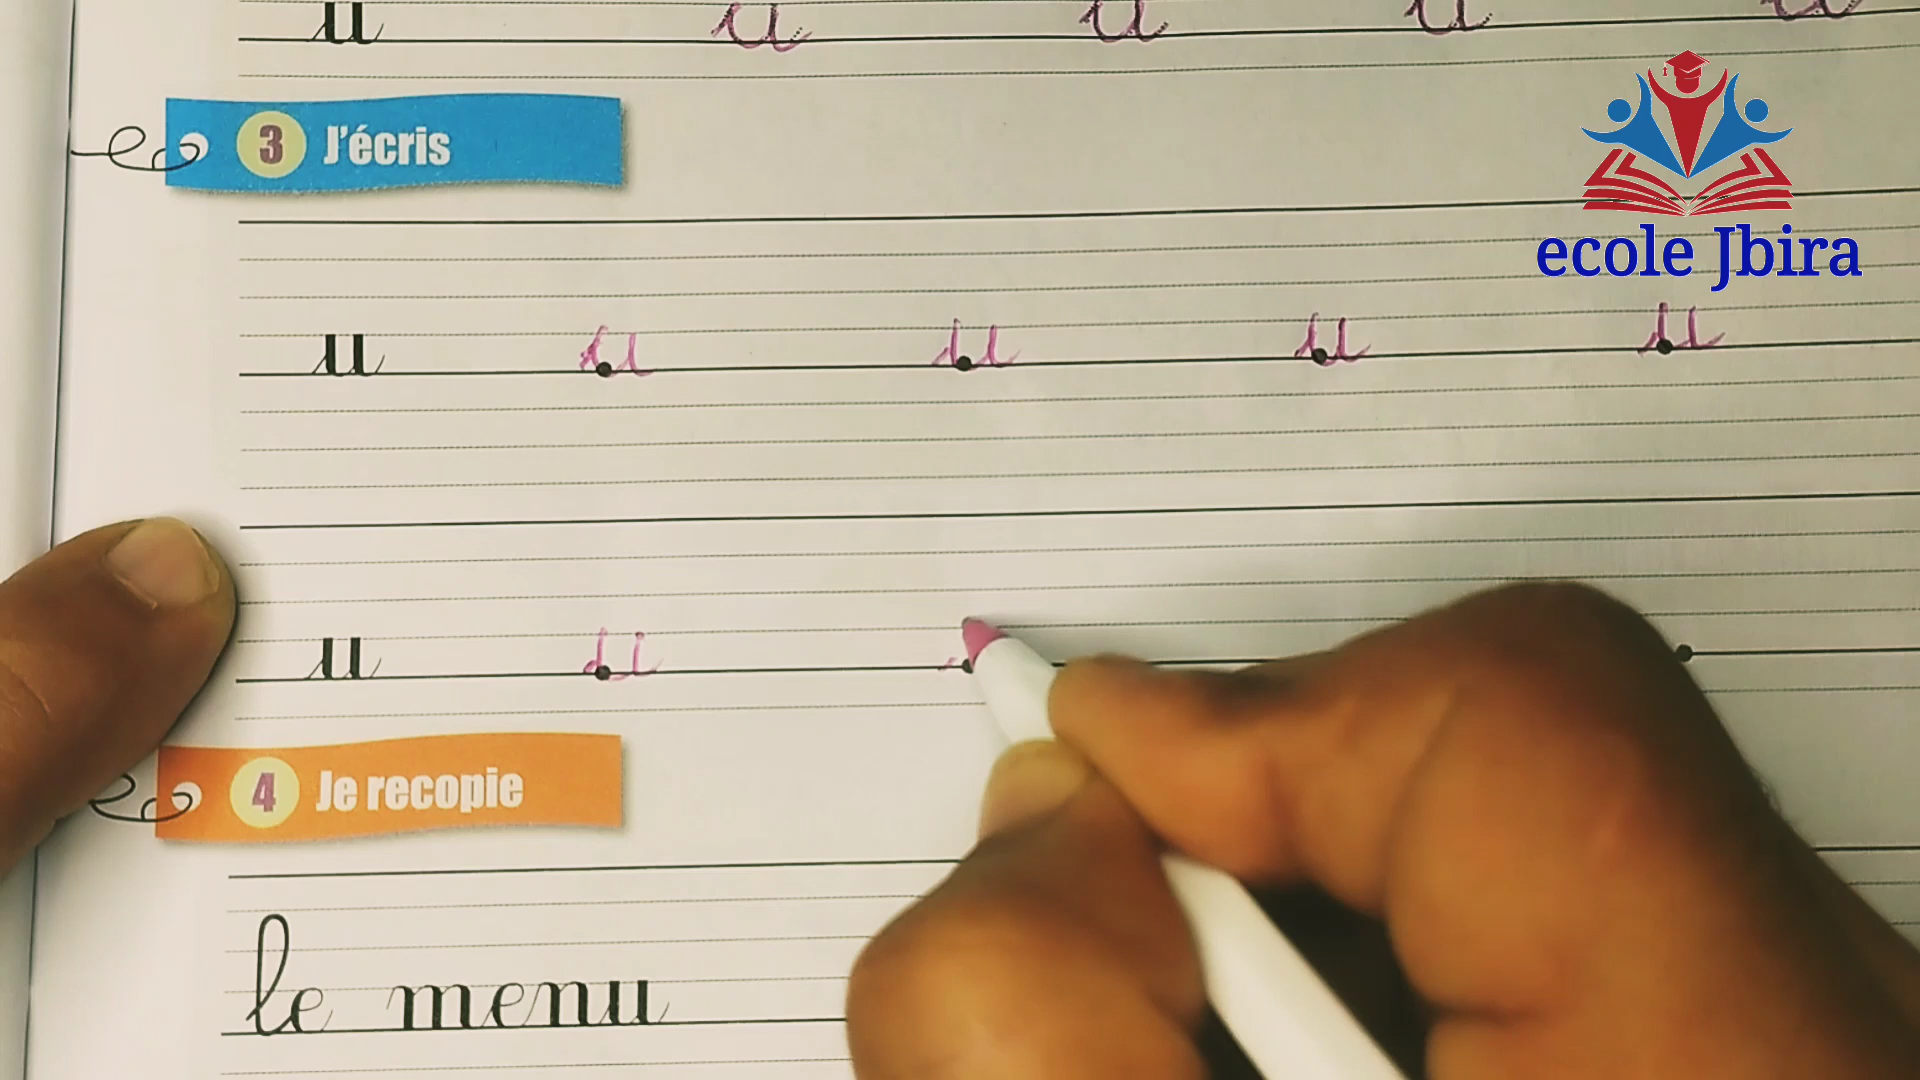 u u u u u
3 J'écris
ecole Jbira
u u u u u
u u
4 Je recopie
le menu